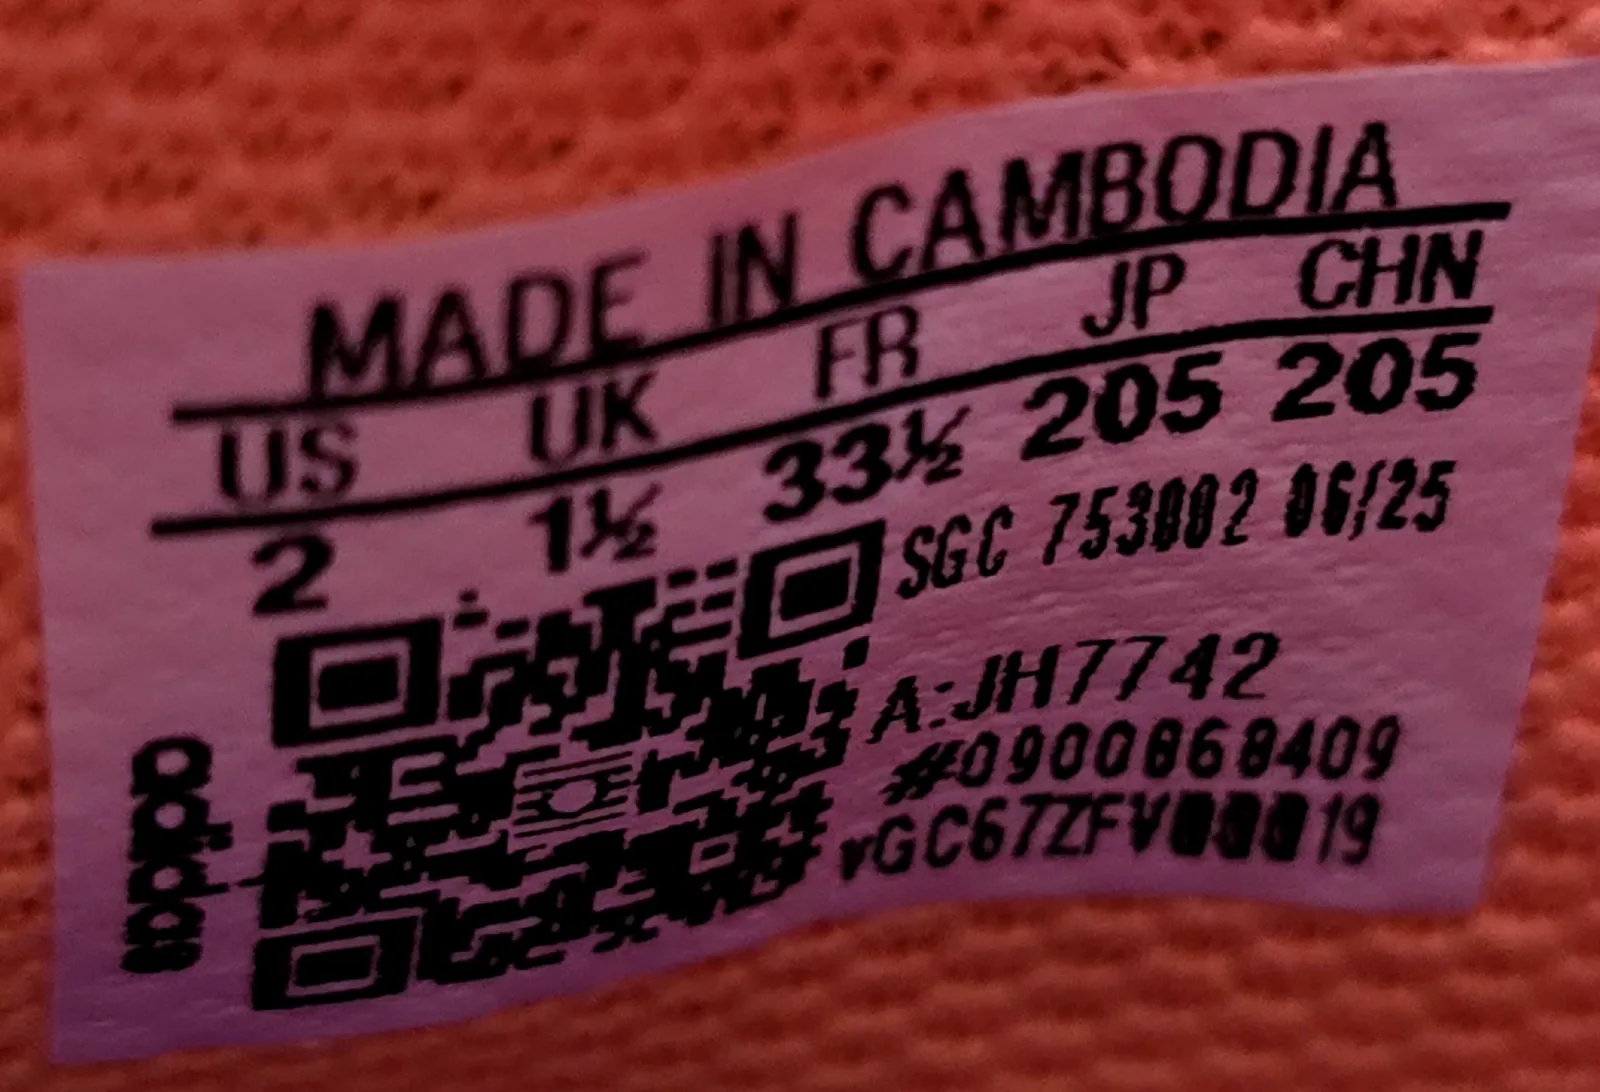 MADE IN CAMBODIA
US UK FR JP CHN
2 1½ 33½ 205 205
SGC 753002 06/25
A:JH7742
#0900868409
adidas